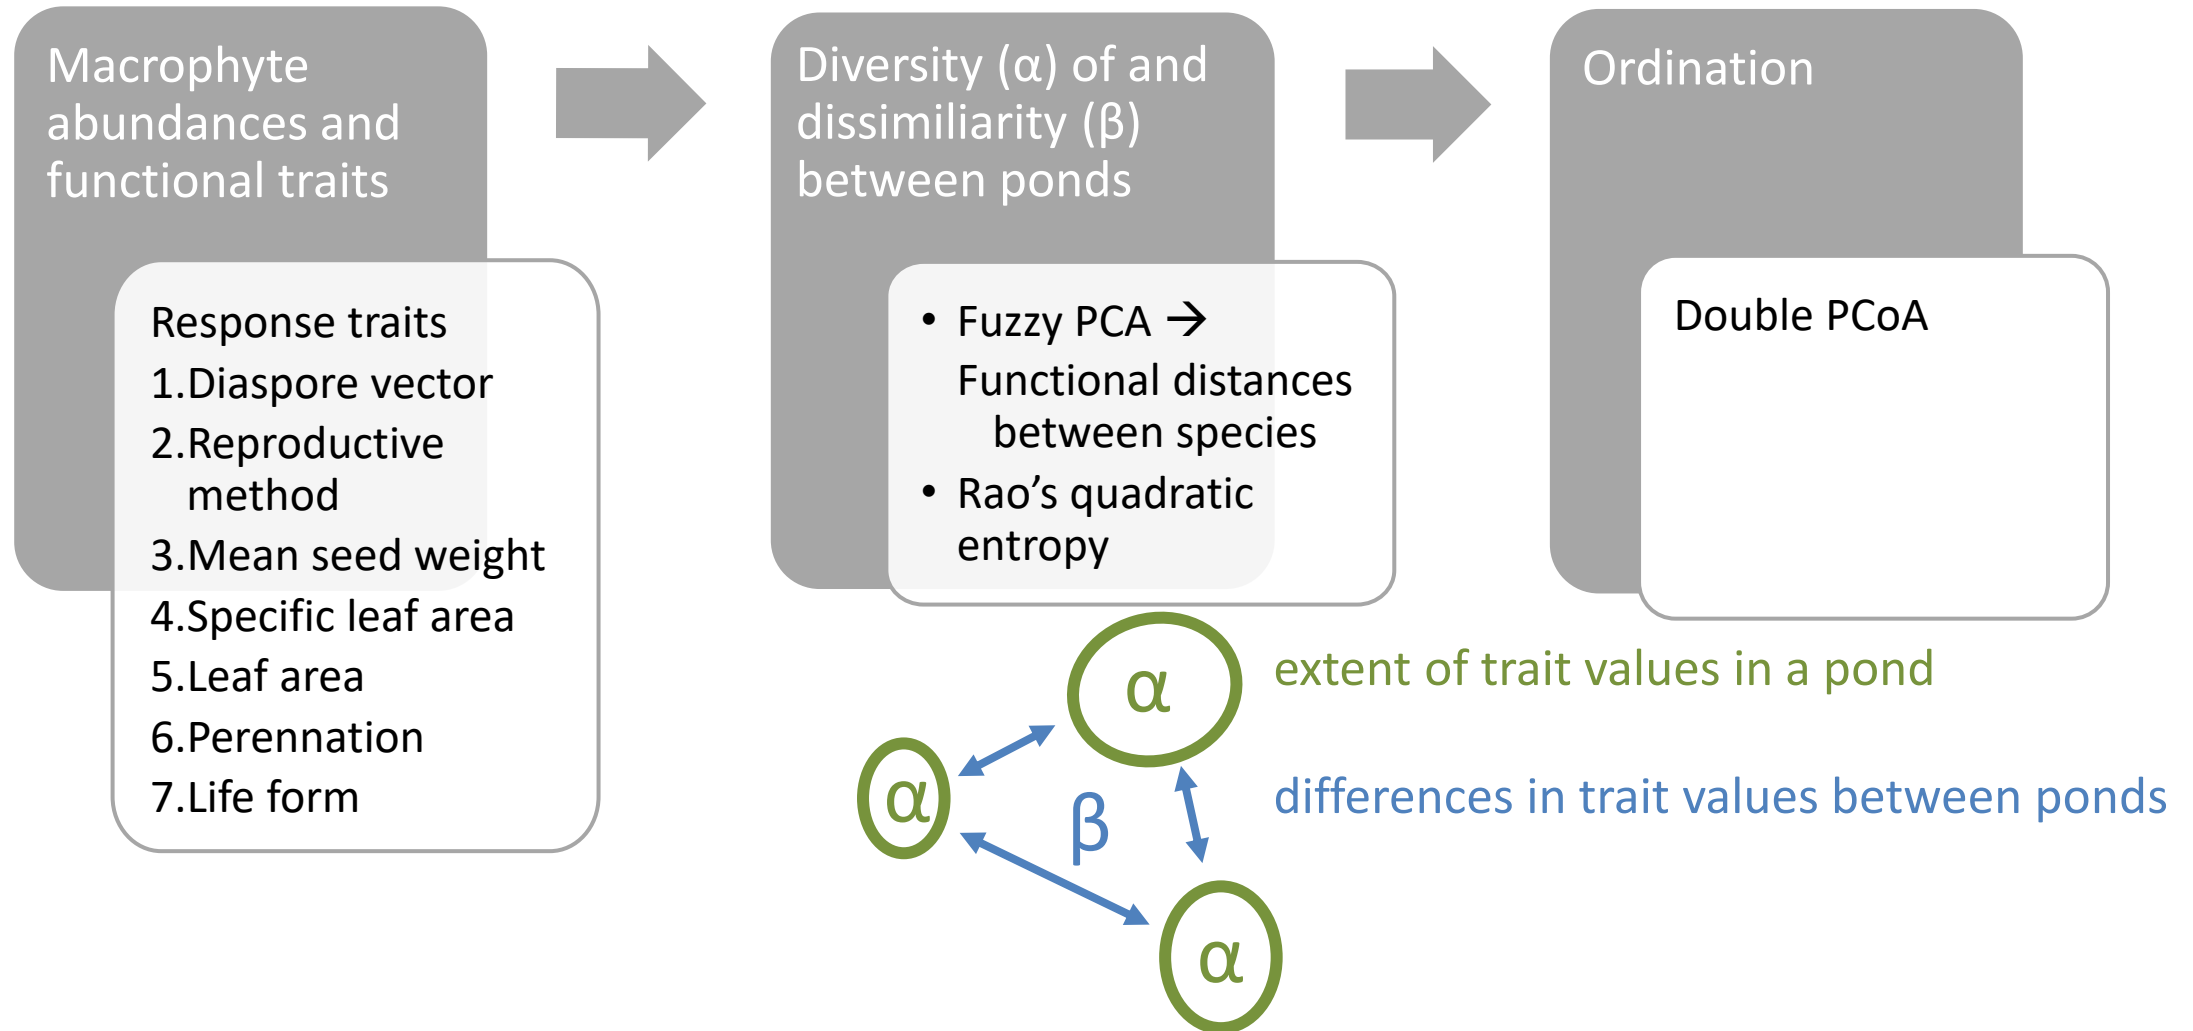 Macrophyte
abundances and
functional traits
Response traits
1.Diaspore vector
2.Reproductive
method
3.Mean seed weight
4.Specific leaf area
5.Leaf area
6.Perennation
7.Life form
Diversity (α) of and
dissimiliarity (β)
between ponds
• Fuzzy PCA →
Functional distances
between species
• Rao’s quadratic
entropy
Ordination
Double PCoA
α
extent of trait values in a pond
α
β
differences in trait values between ponds
α